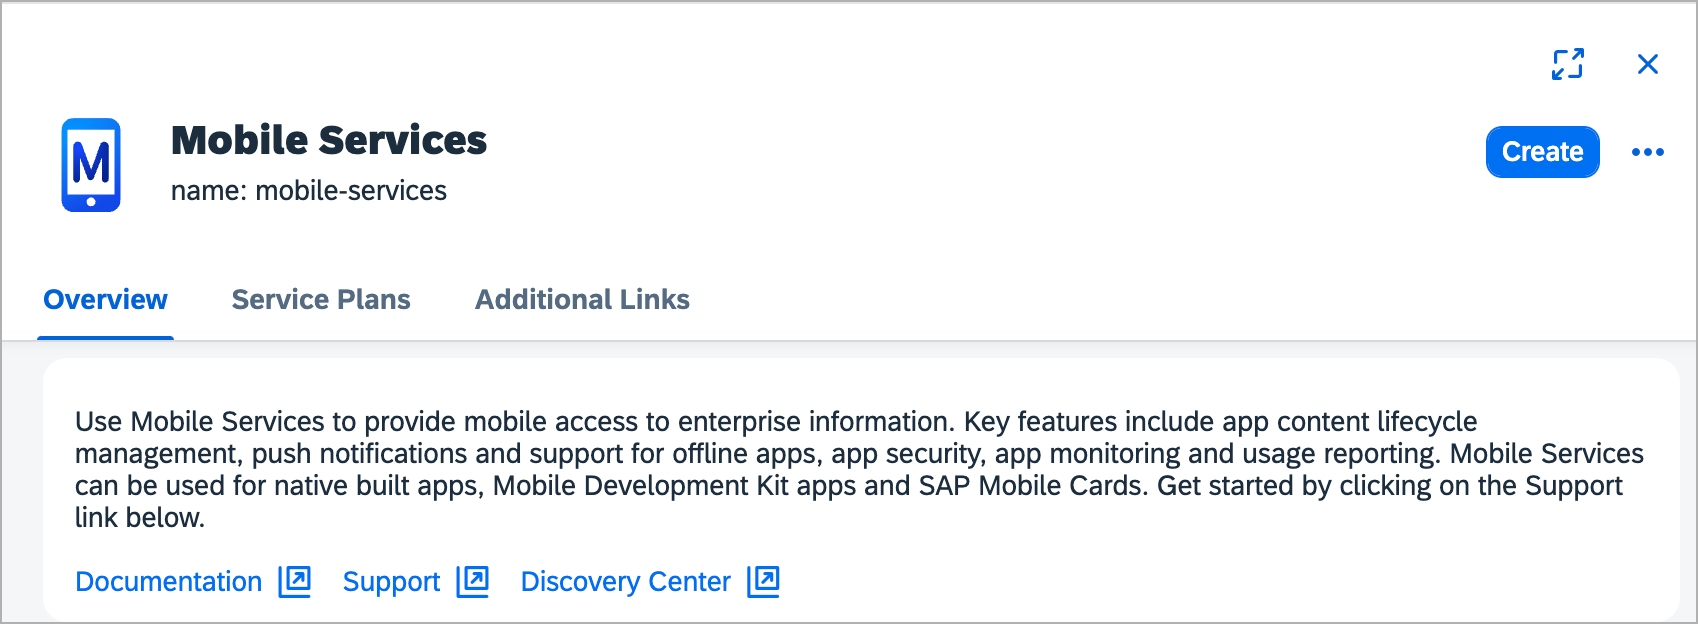 M
Mobile Services
name: mobile-services
Create
Overview Service Plans Additional Links
Use Mobile Services to provide mobile access to enterprise information. Key features include app content lifecycle
management, push notifications and support for offline apps, app security, app monitoring and usage reporting. Mobile Services
can be used for native built apps, Mobile Development Kit apps and SAP Mobile Cards. Get started by clicking on the Support
link below.
Documentation Support Discovery Center